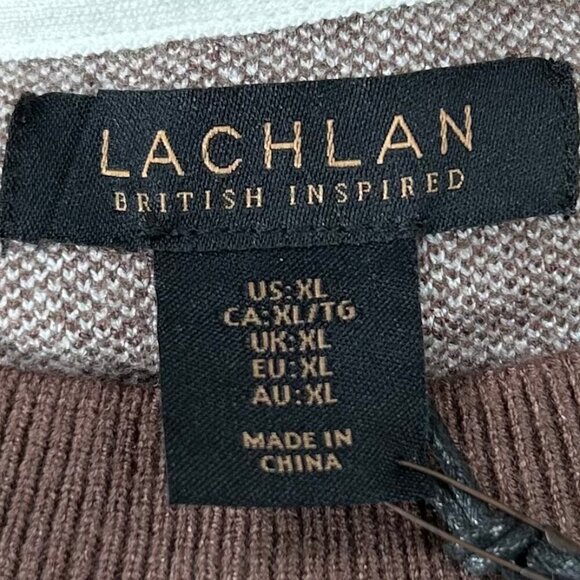 LACHLAN
BRITISH INSPIRED
US:XL
CA:XL/TG
UK:XL
EU:XL
AU:XL
MADE IN
CHINA